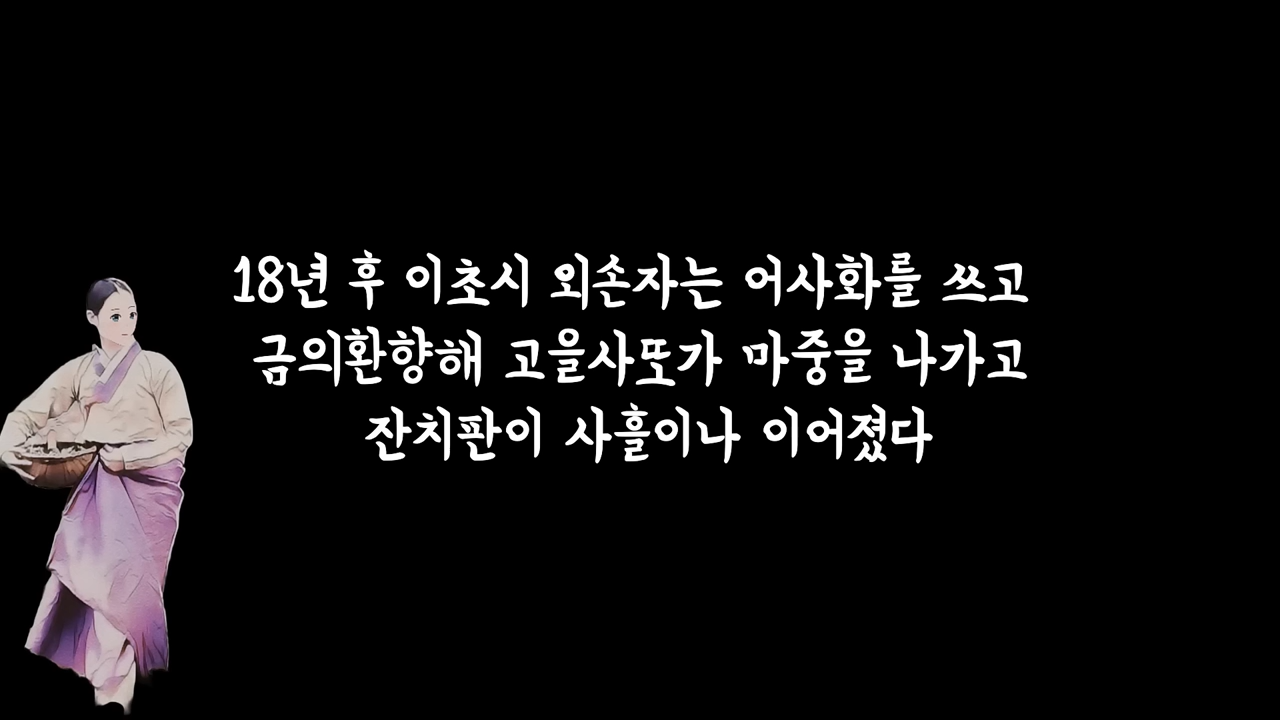 18년 후 이초시 외손자는 어사화를 쓰고
금의환향해 고을사또가 마중을 나가고
잔치판이 사흘이나 이어졌다